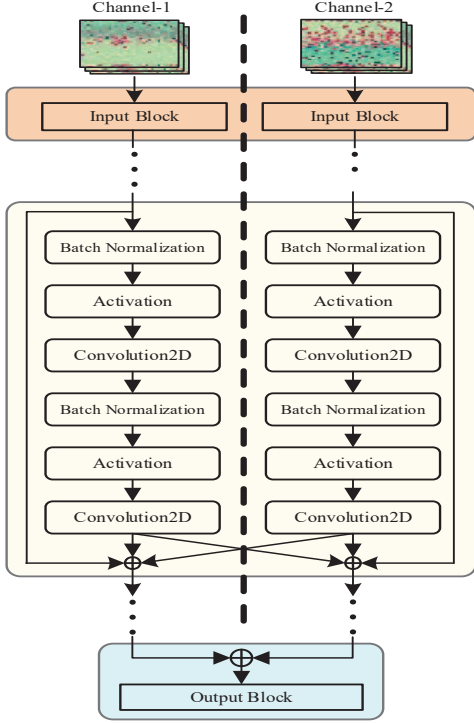 Channel-1
Channel-2
Input Block
Input Block
Batch Normalization
Batch Normalization
Activation
Activation
Convolution2D
Convolution2D
Batch Normalization
Batch Normalization
Activation
Activation
Convolution2D
Convolution2D
Output Block